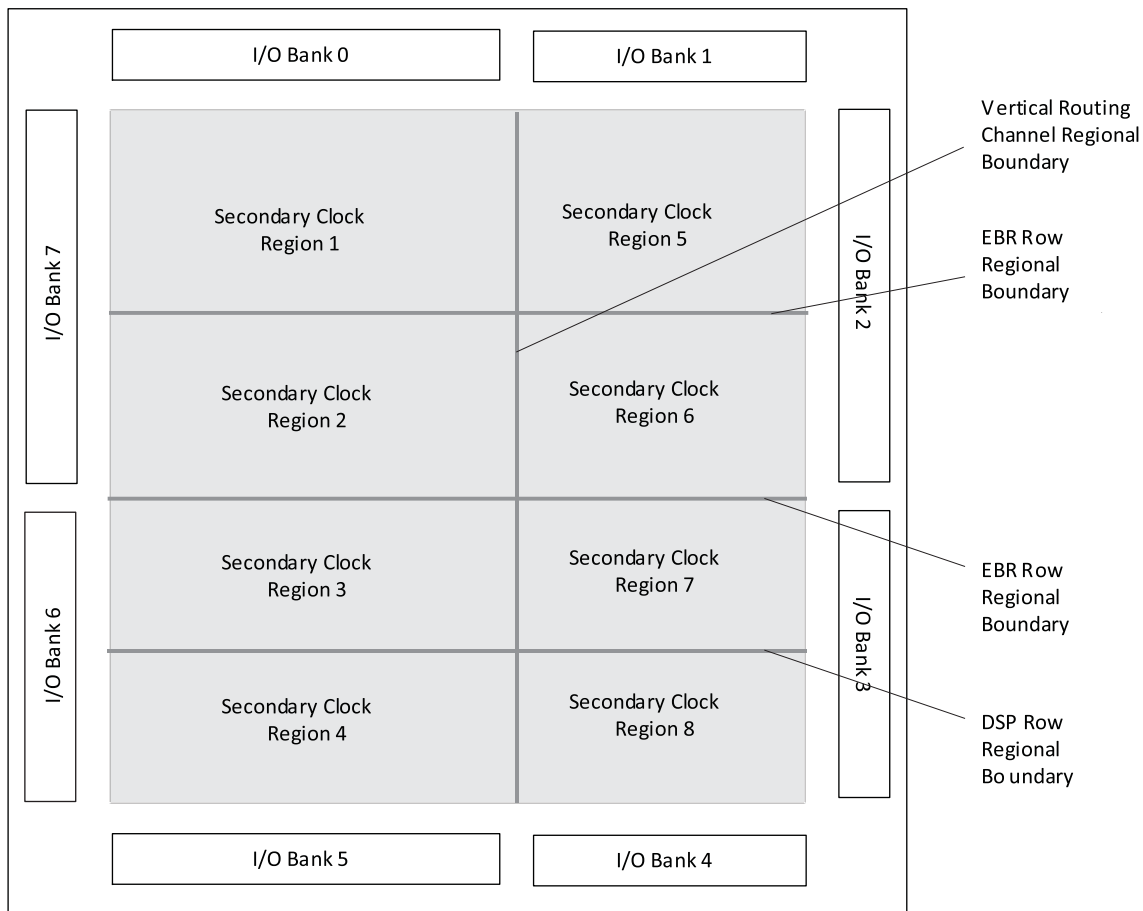 I/O Bank 0
I/O Bank 1
Vertical Routing
Channel Regional
Boundary
I/O Bank 7
Secondary Clock
Region 1
Secondary Clock
Region 5
I/O Bank 2
EBR Row
Regional
Boundary
Secondary Clock
Region 2
Secondary Clock
Region 6
I/O Bank 6
Secondary Clock
Region 3
Secondary Clock
Region 7
I/O Bank 3
EBR Row
Regional
Boundary
Secondary Clock
Region 4
Secondary Clock
Region 8
DSP Row
Regional
Bo undary
I/O Bank 5
I/O Bank 4